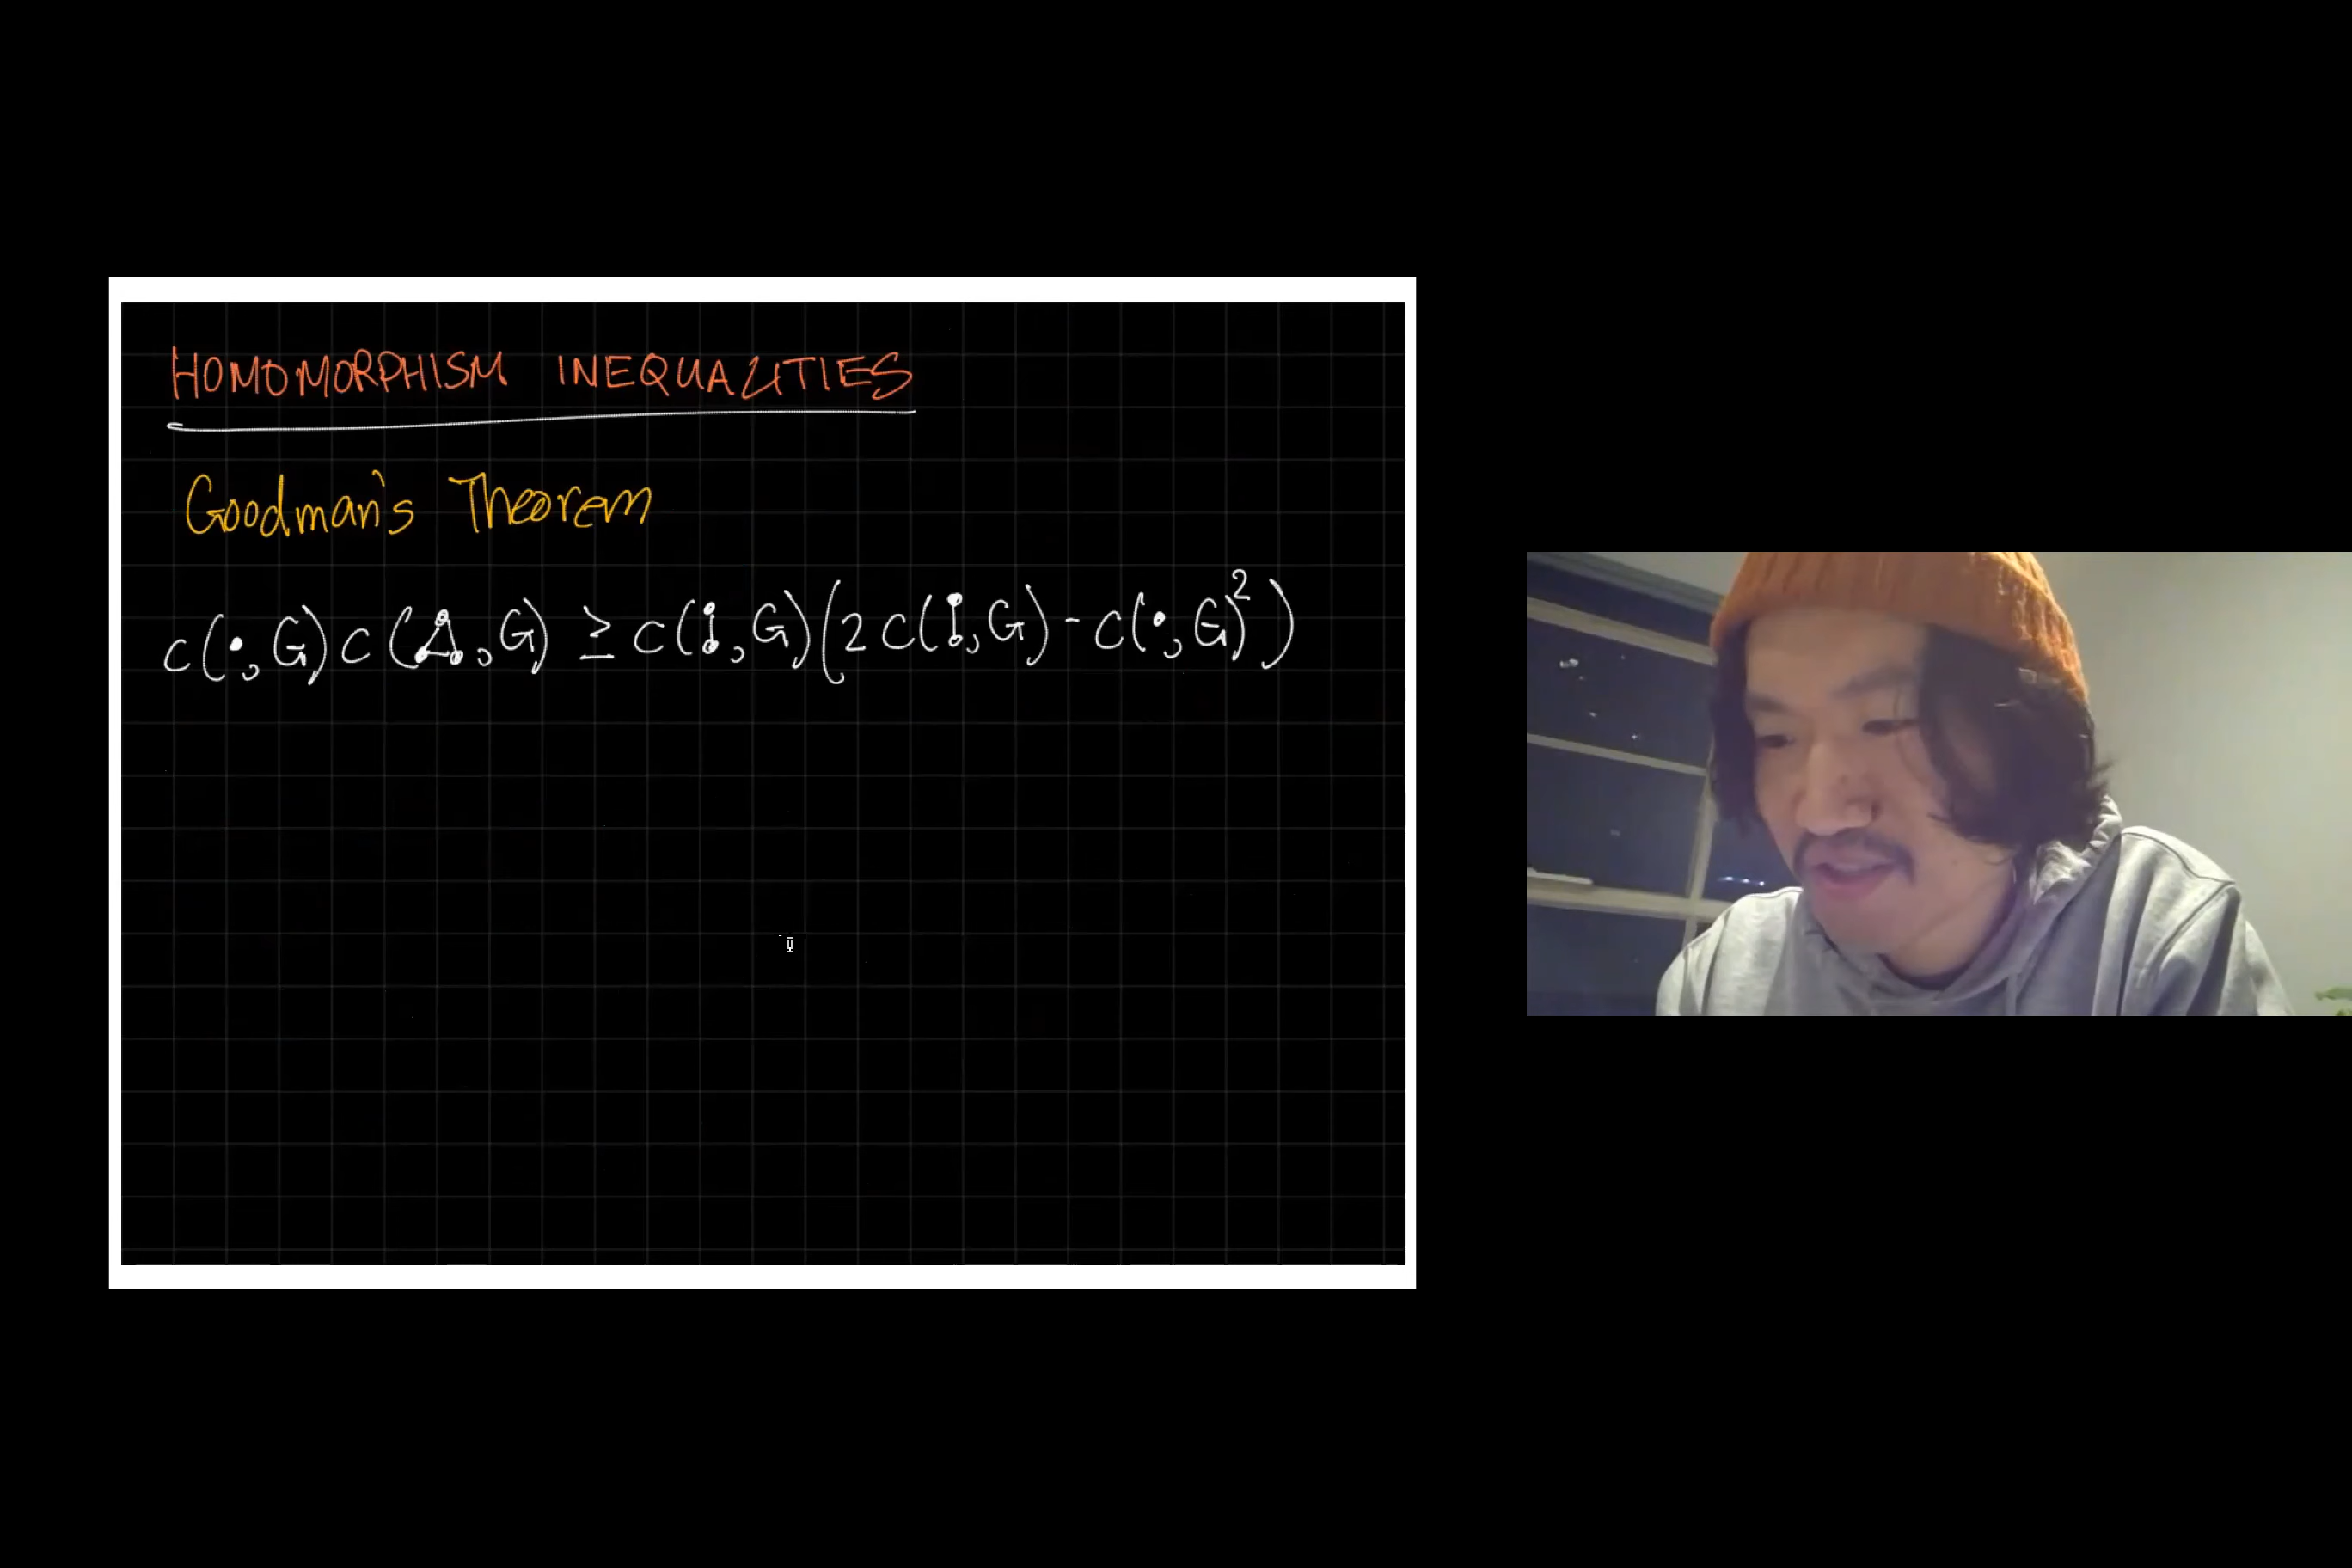 HOMOMORPHISM INEQUALITIES
Goodman's Theorem
c(•, G) c(△, G) ≥ c(⫯, G)(2c(⫯, G) - c(•, G)²)